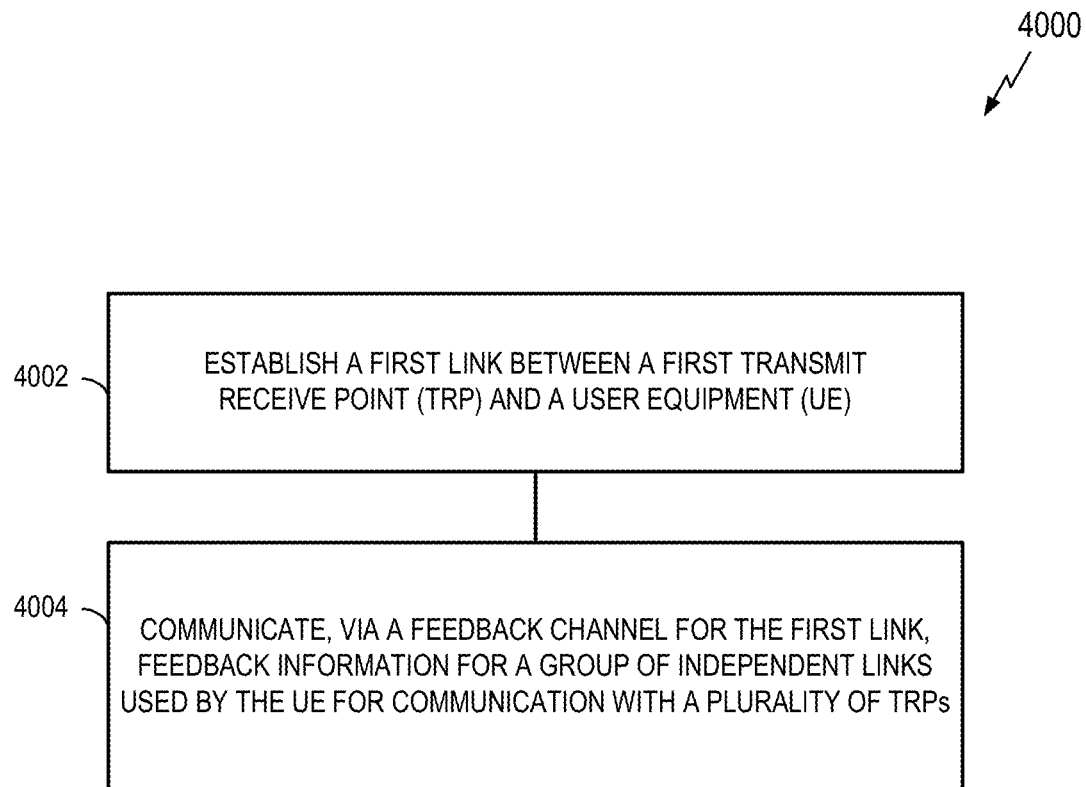 4000
4002
ESTABLISH A FIRST LINK BETWEEN A FIRST TRANSMIT
RECEIVE POINT (TRP) AND A USER EQUIPMENT (UE)
4004
COMMUNICATE, VIA A FEEDBACK CHANNEL FOR THE FIRST LINK,
FEEDBACK INFORMATION FOR A GROUP OF INDEPENDENT LINKS
USED BY THE UE FOR COMMUNICATION WITH A PLURALITY OF TRPs